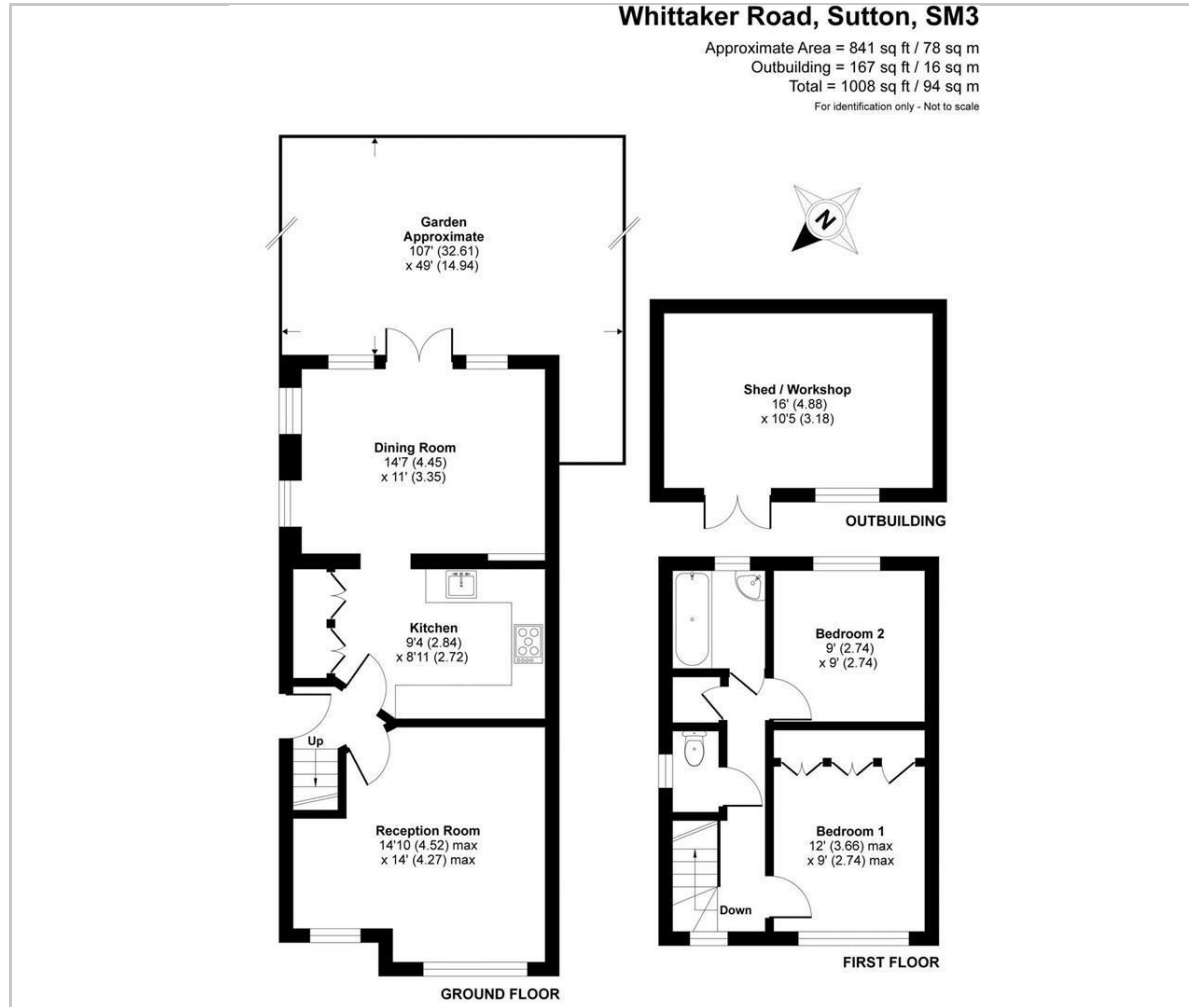 Whittaker Road, Sutton, SM3
Approximate Area = 841 sq ft / 78 sq m
Outbuilding = 167 sq ft / 16 sq m
Total = 1008 sq ft / 94 sq m
For identification only - Not to scale
Garden
Approximate
107' (32.61)
x 49' (14.94)
N
Dining Room
14'7 (4.45)
x 11' (3.35)
Kitchen
9'4 (2.84)
x 8'11 (2.72)
Up
Reception Room
14'10 (4.52) max
x 14' (4.27) max
GROUND FLOOR
Shed / Workshop
16' (4.88)
x 10'5 (3.18)
OUTBUILDING
Bedroom 2
9' (2.74)
x 9' (2.74)
Bedroom 1
12' (3.66) max
x 9' (2.74) max
Down
FIRST FLOOR